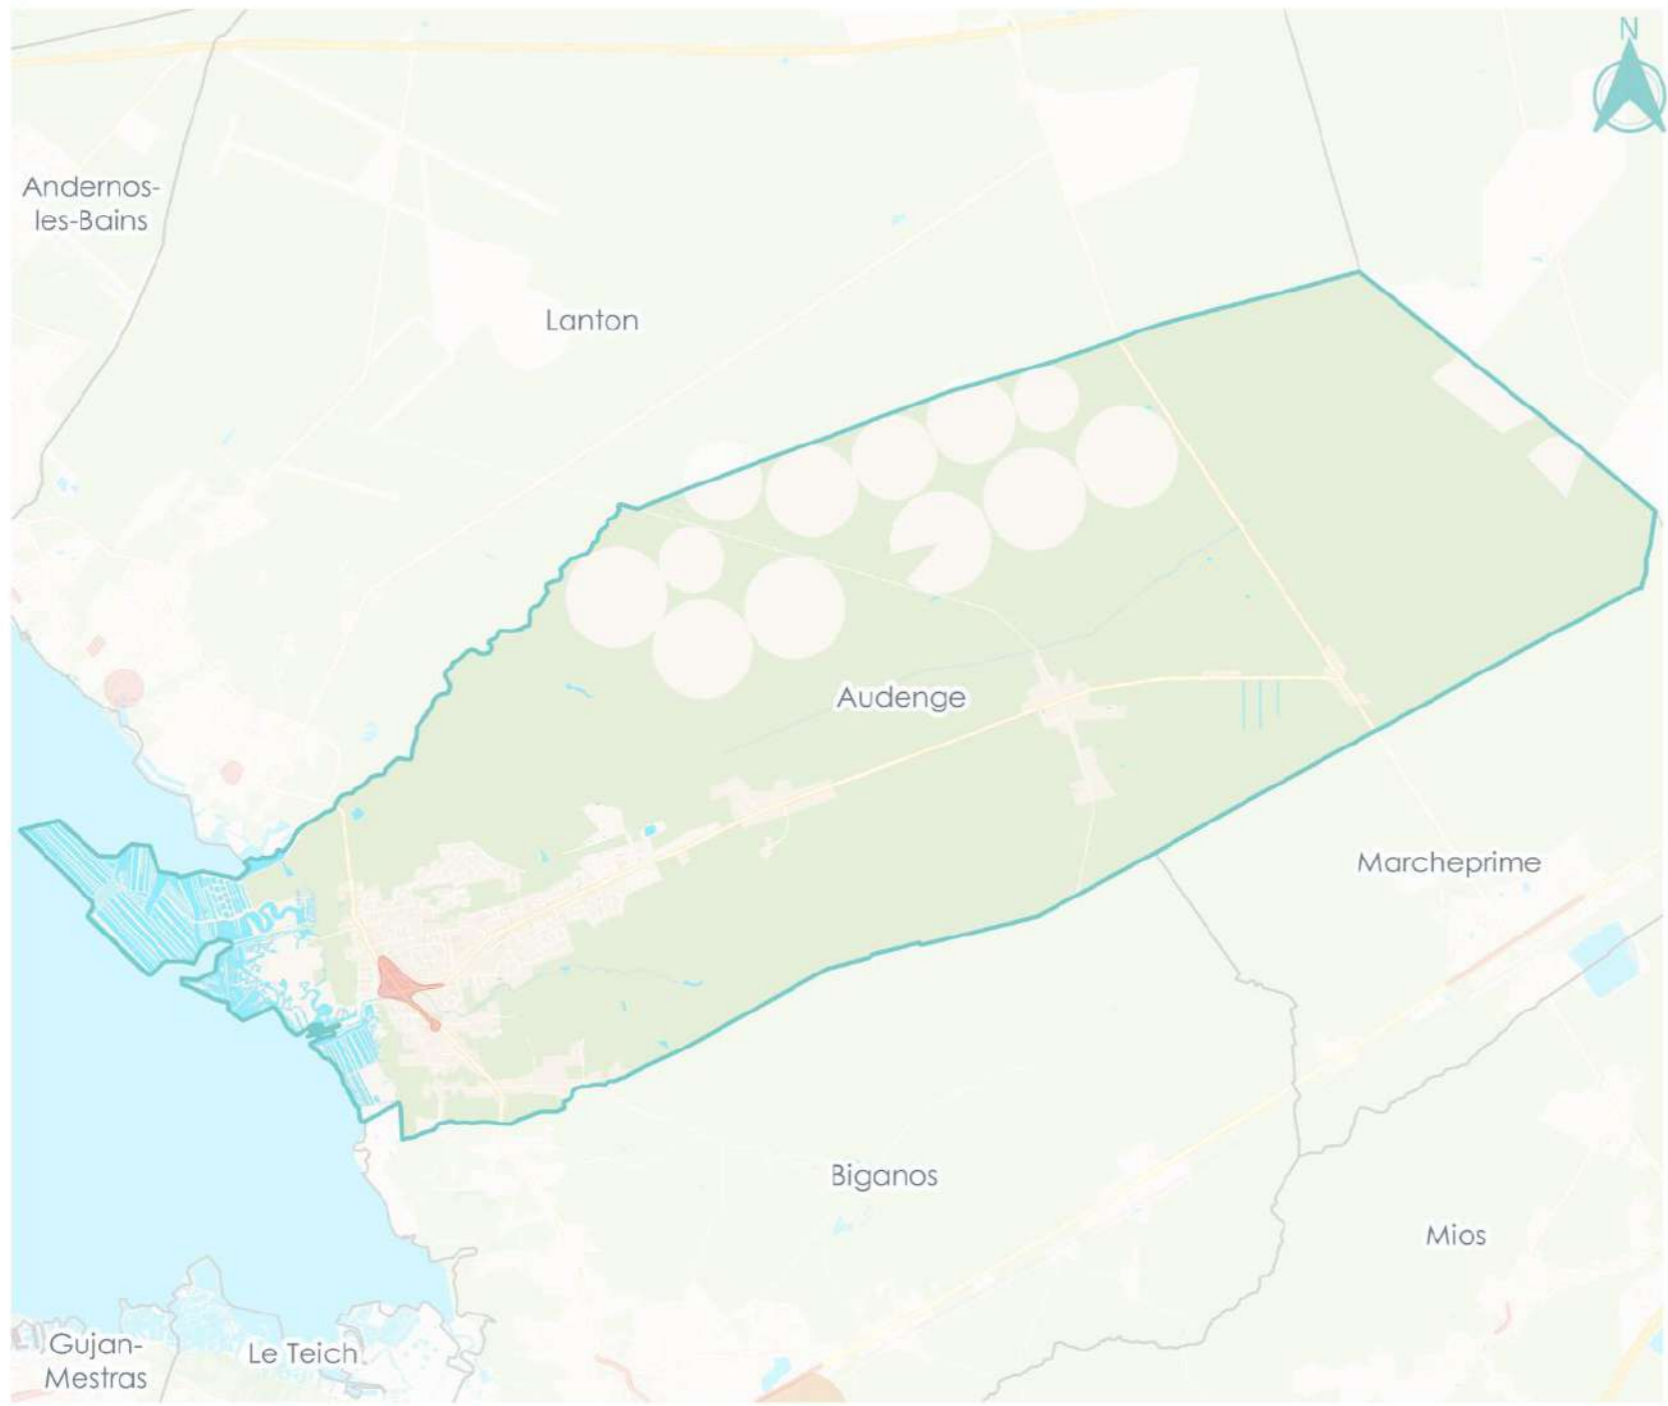 N
Andernos-
les-Bains
Lanton
Audenge
Marcheprime
Biganos
Mios
Gujan-
Mestras
Le Teich